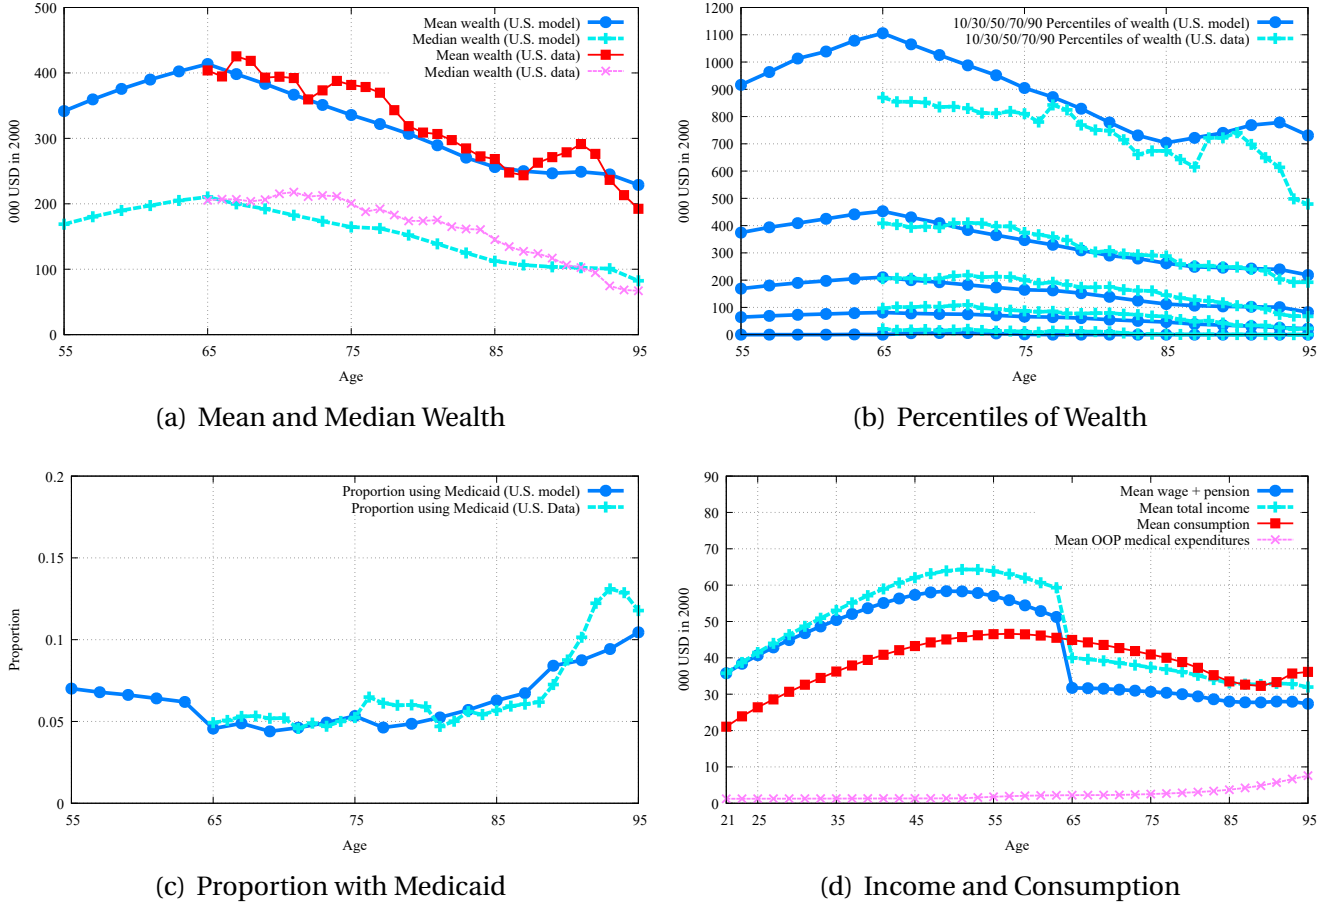 500
400
300
200
100
0
000 USD in 2000
Mean wealth (U.S. model)
Median wealth (U.S. model)
Mean wealth (U.S. data)
Median wealth (U.S. data)
55 65 75 85 95
Age
(a) Mean and Median Wealth
1200
1100
1000
900
800
700
600
500
400
300
200
100
0
000 USD in 2000
10/30/50/70/90 Percentiles of wealth (U.S. model)
10/30/50/70/90 Percentiles of wealth (U.S. data)
55 65 75 85 95
Age
(b) Percentiles of Wealth
0.2
0.15
0.1
0.05
0
Proportion
Proportion using Medicaid (U.S. model)
Proportion using Medicaid (U.S. Data)
55 65 75 85 95
Age
(c) Proportion with Medicaid
90
80
70
60
50
40
30
20
10
0
000 USD in 2000
Mean wage + pension
Mean total income
Mean consumption
Mean OOP medical expenditures
21 25 35 45 55 65 75 85 95
Age
(d) Income and Consumption